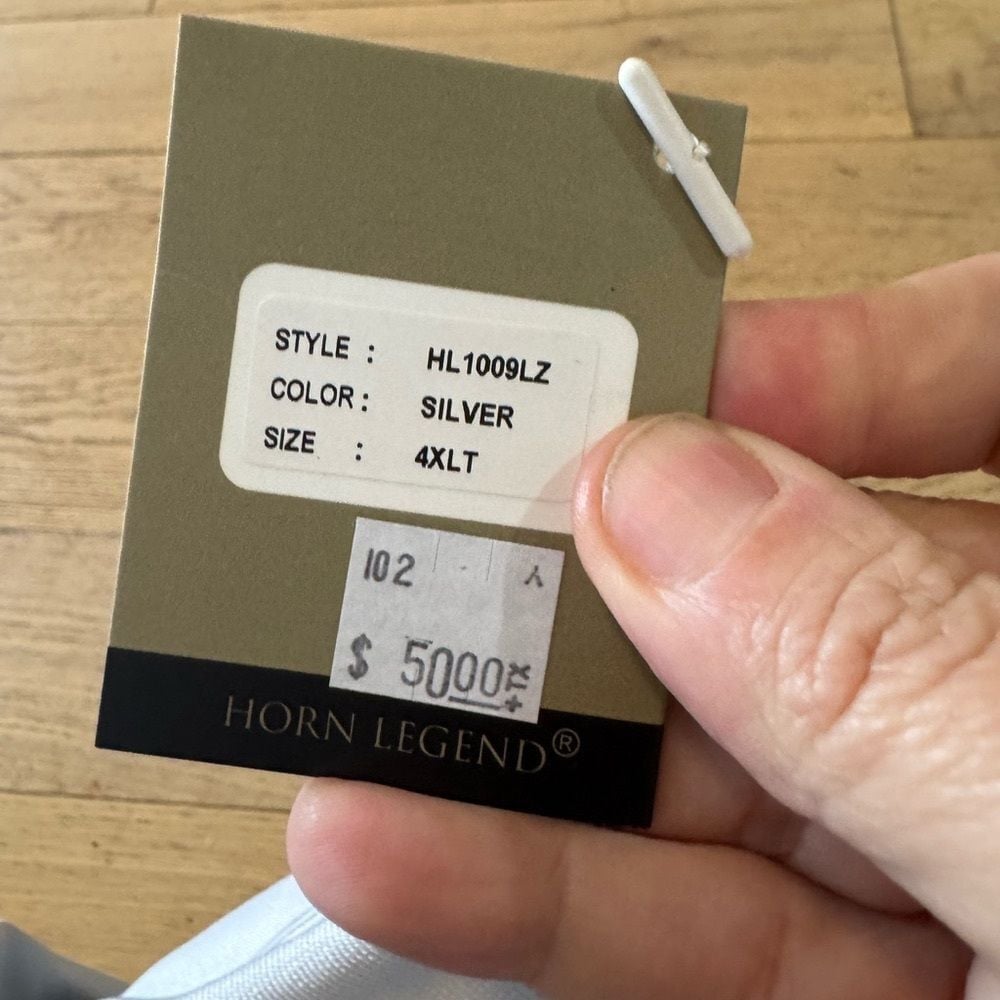 STYLE : HL1009LZ
COLOR : SILVER
SIZE : 4XLT
102
$ 5000
HORN LEGEND®